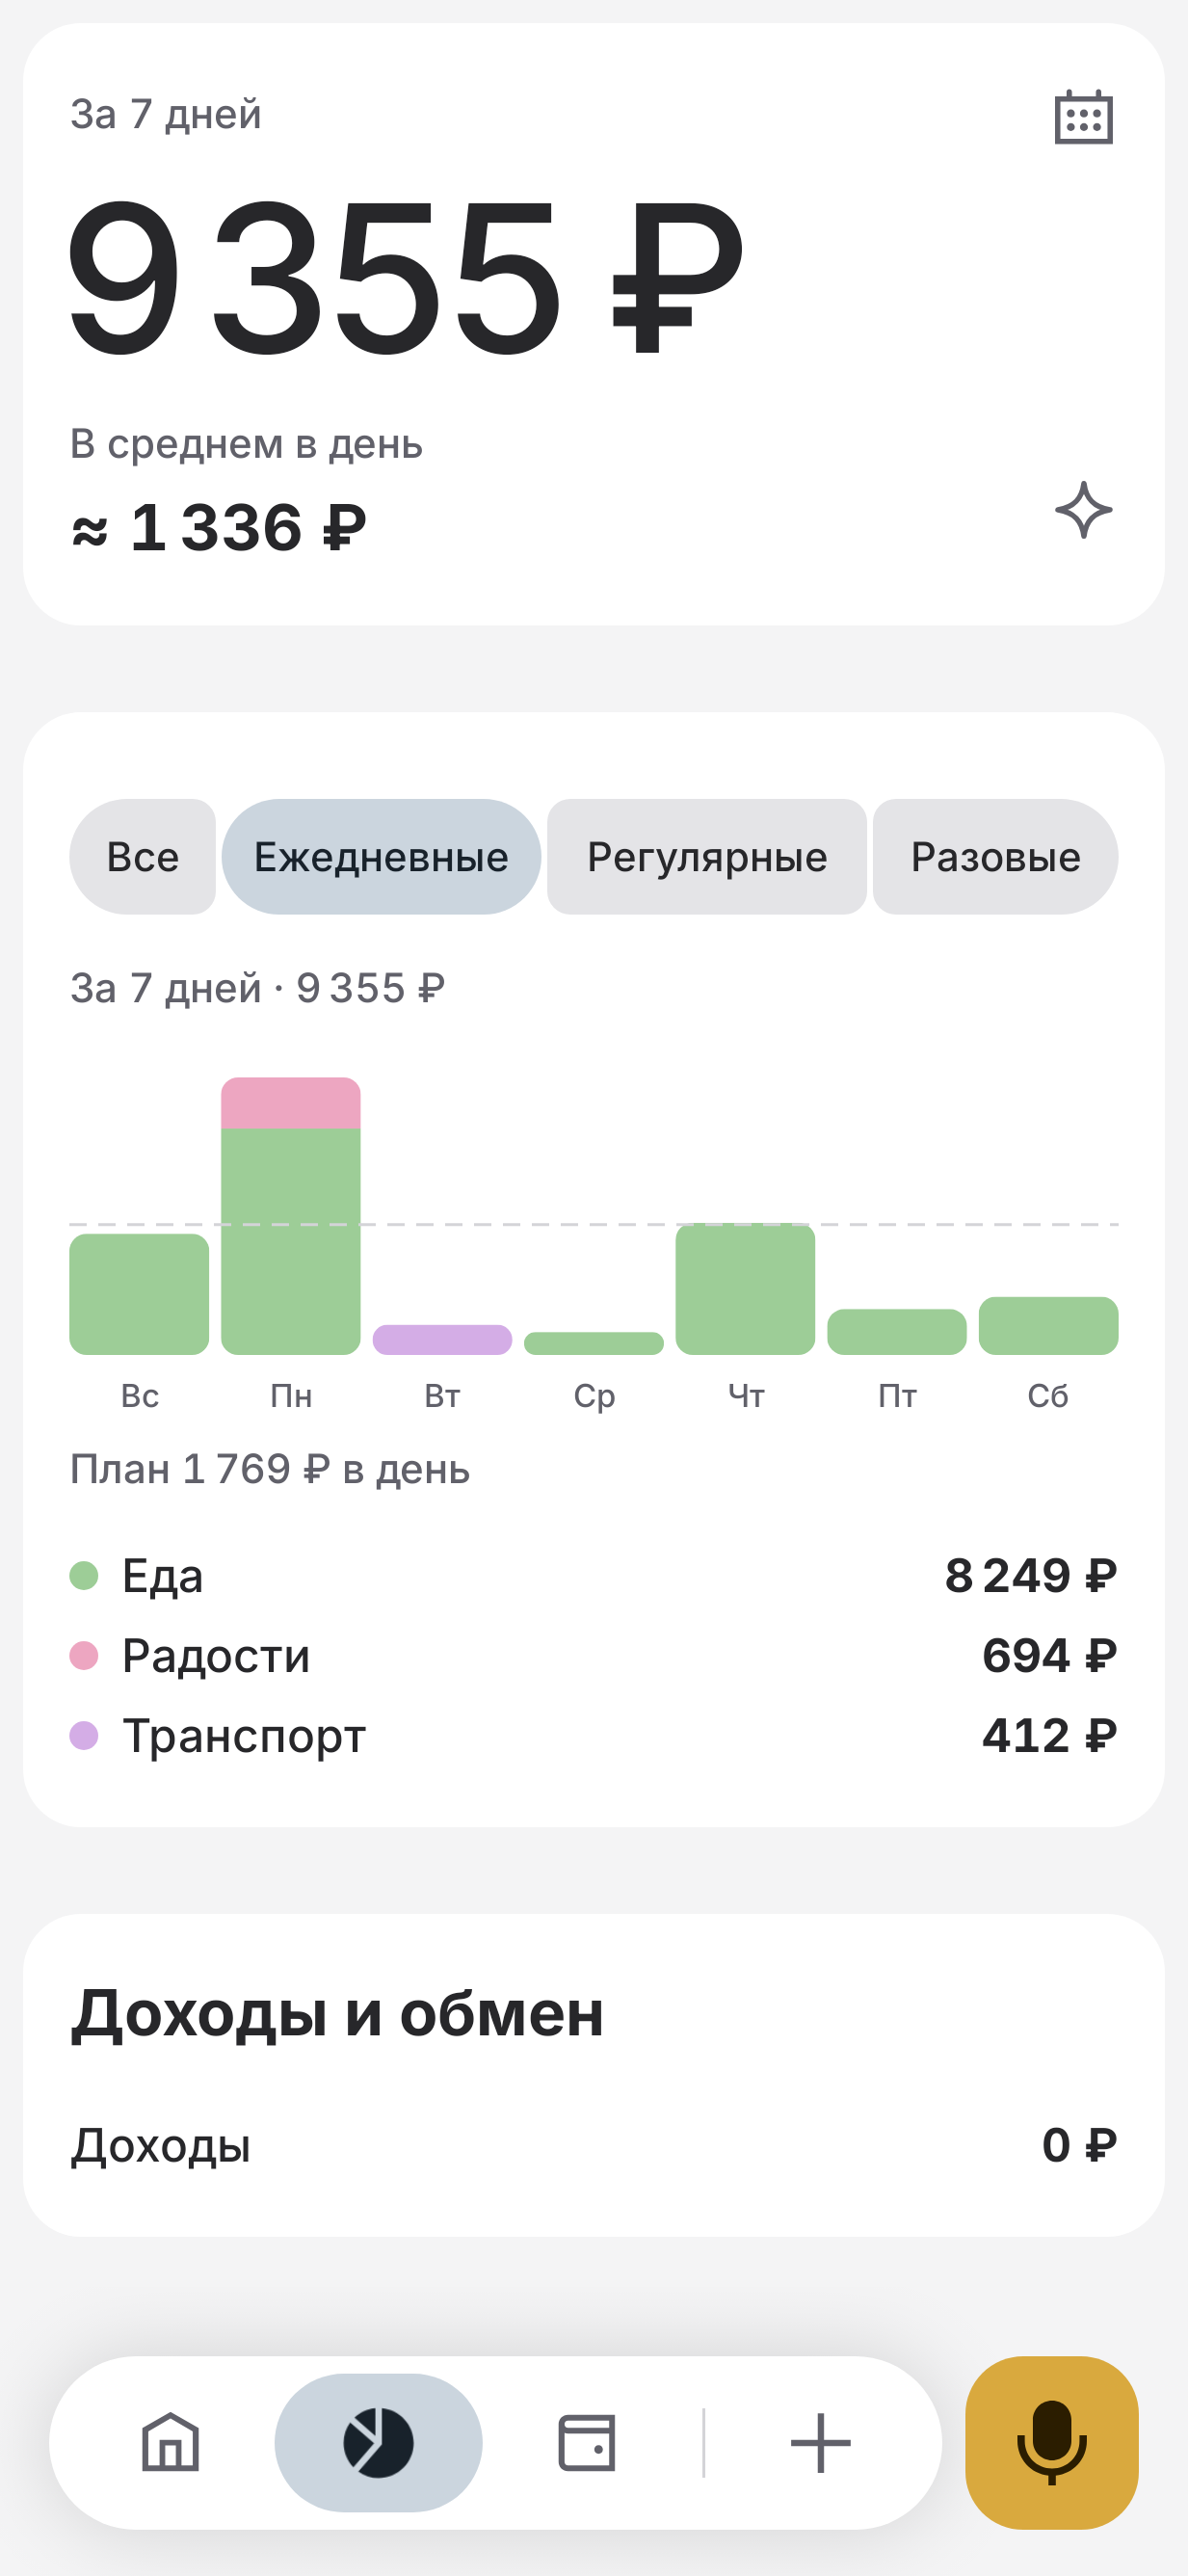 За 7 дней
9 355 ₽
В среднем в день
≈ 1 336 ₽
Все Ежедневные Регулярные Разовые
За 7 дней · 9 355 ₽
Вс Пн Вт Ср Чт Пт Сб
План 1 769 ₽ в день
Еда 8 249 ₽
Радости 694 ₽
Транспорт 412 ₽
Доходы и обмен
Доходы 0 ₽